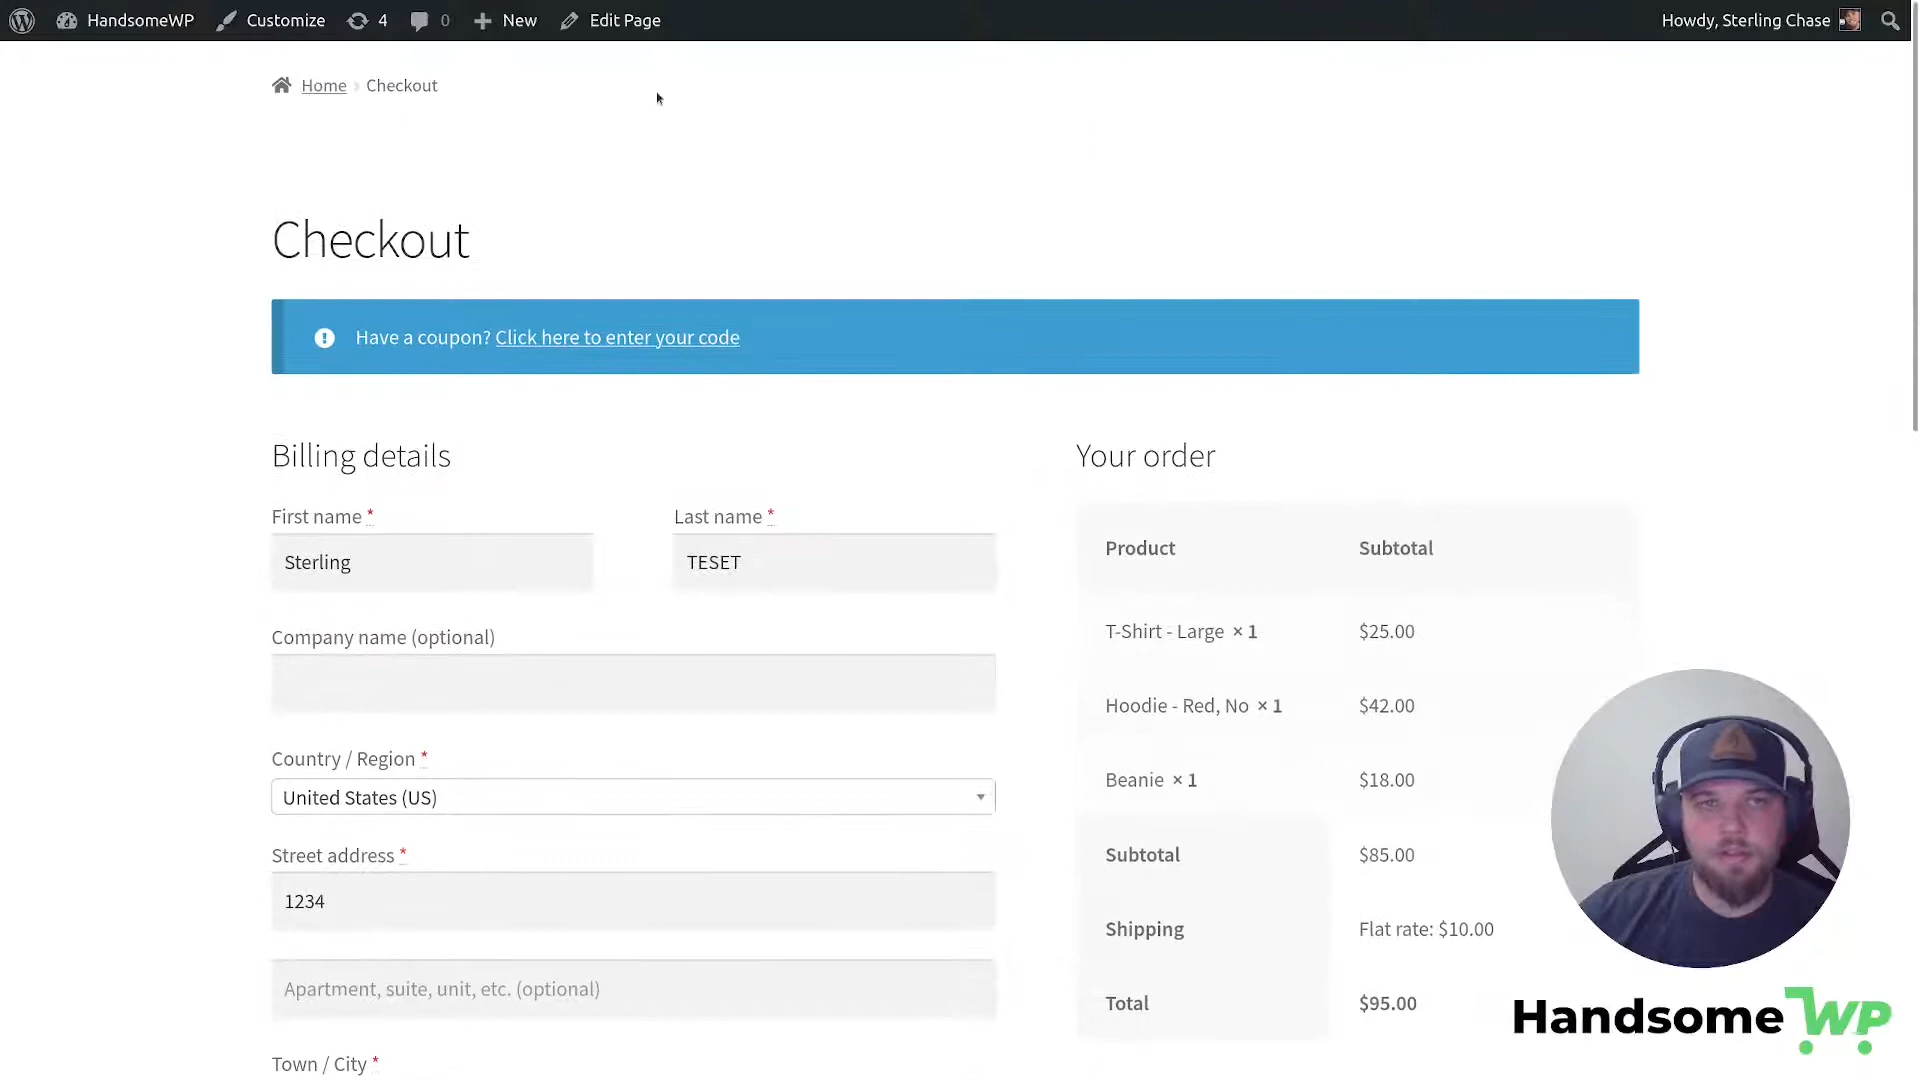 HandsomeWP Customize 4 0 New Edit Page Howdy, Sterling Chase
Home › Checkout
Checkout
Have a coupon? Click here to enter your code
Billing details
First name * Last name *
Sterling TESET
Company name (optional)
Country / Region *
United States (US)
Street address *
1234
Apartment, suite, unit, etc. (optional)
Town / City *
Your order
Product Subtotal
T-Shirt - Large × 1 $25.00
Hoodie - Red, No × 1 $42.00
Beanie × 1 $18.00
Subtotal $85.00
Shipping Flat rate: $10.00
Total $95.00
Handsome WP